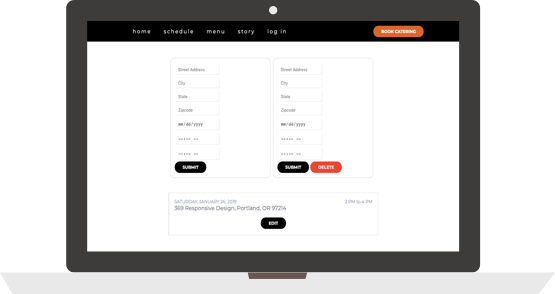 home schedule menu story log in BOOK CATERING
Street Address Street Address
City City
State State
Zipcode Zipcode
mm/dd/yyyy mm/dd/yyyy
--:-- -- --:-- --
--:-- -- --:-- --
SUBMIT SUBMIT DELETE
SATURDAY, JANUARY 26, 2019 2 PM to 4 PM
369 Responsive Design, Portland, OR 97214
EDIT